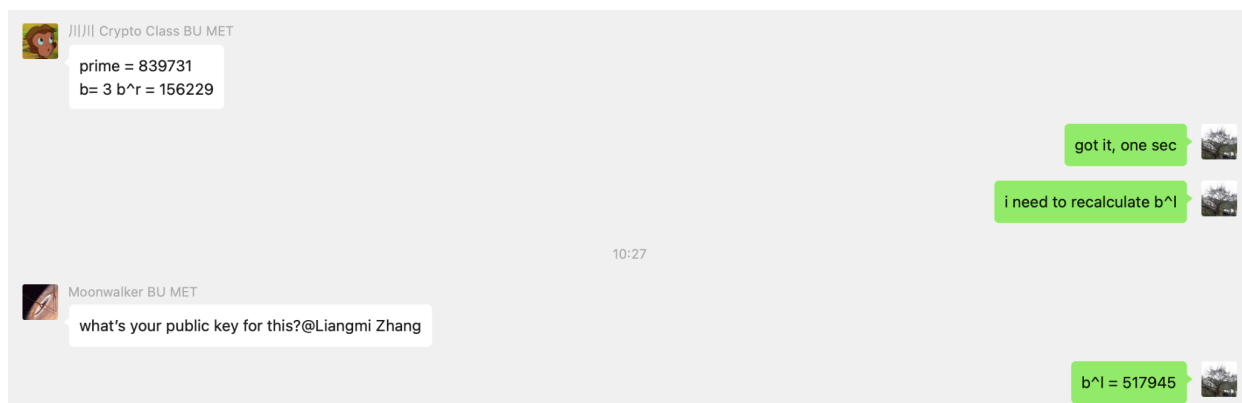 川川 Crypto Class BU MET
prime = 839731
b= 3 b^r = 156229
got it, one sec
i need to recalculate b^l
10:27
Moonwalker BU MET
what's your public key for this?@Liangmi Zhang
b^l = 517945